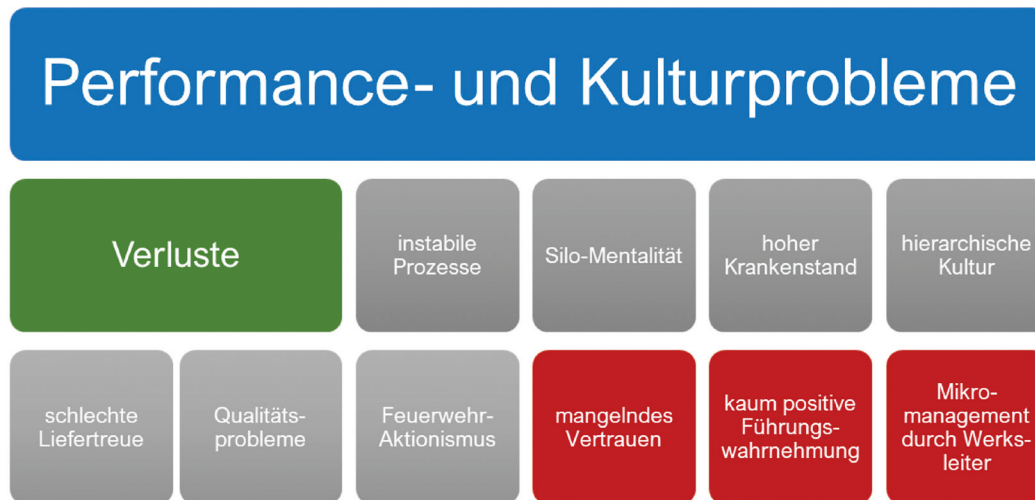 Performance- und Kulturprobleme
Verluste
instabile
Prozesse
Silo-Mentalität
hoher
Krankenstand
hierarchische
Kultur
schlechte
Liefertreue
Qualitäts-
probleme
Feuerwehr-
Aktionismus
mangelndes
Vertrauen
kaum positive
Führungs-
wahrnehmung
Mikro-
management
durch Werks-
leiter